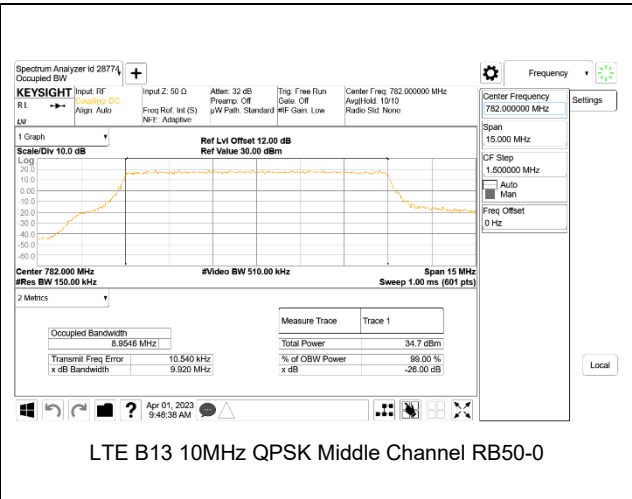 Spectrum Analyzer id 28774
Occupied BW
Frequency
KEYSIGHT Input: RF Input Z: 50 Ω Atten: 32 dB Trig: Free Run Center Freq: 782.000000 MHz
RL Coupling: DC Preamp: Off Gate: Off Avg|Hold: 10/10
Align: Auto Freq Ref: Int (S) µW Path: Standard #IF Gain: Low Radio Std: None
NFE: Adaptive
Center Frequency
782.000000 MHz
Settings
Span
15.000 MHz
CF Step
1.500000 MHz
Auto
Man
Freq Offset
0 Hz
Local
1 Graph
Scale/Div 10.0 dB
Ref Lvl Offset 12.00 dB
Ref Value 30.00 dBm
Log
20.0
10.0
0.00
-10.0
-20.0
-30.0
-40.0
-50.0
-60.0
Center 782.000 MHz #Video BW 510.00 kHz Span 15 MHz
#Res BW 150.00 kHz Sweep 1.00 ms (601 pts)
2 Metrics
Measure Trace Trace 1
Occupied Bandwidth
8.9546 MHz
Total Power 34.7 dBm
Transmit Freq Error 10.540 kHz
% of OBW Power 99.00 %
x dB Bandwidth 9.920 MHz
x dB -26.00 dB
?
Apr 01, 2023
9:48:38 AM
LTE B13 10MHz QPSK Middle Channel RB50-0